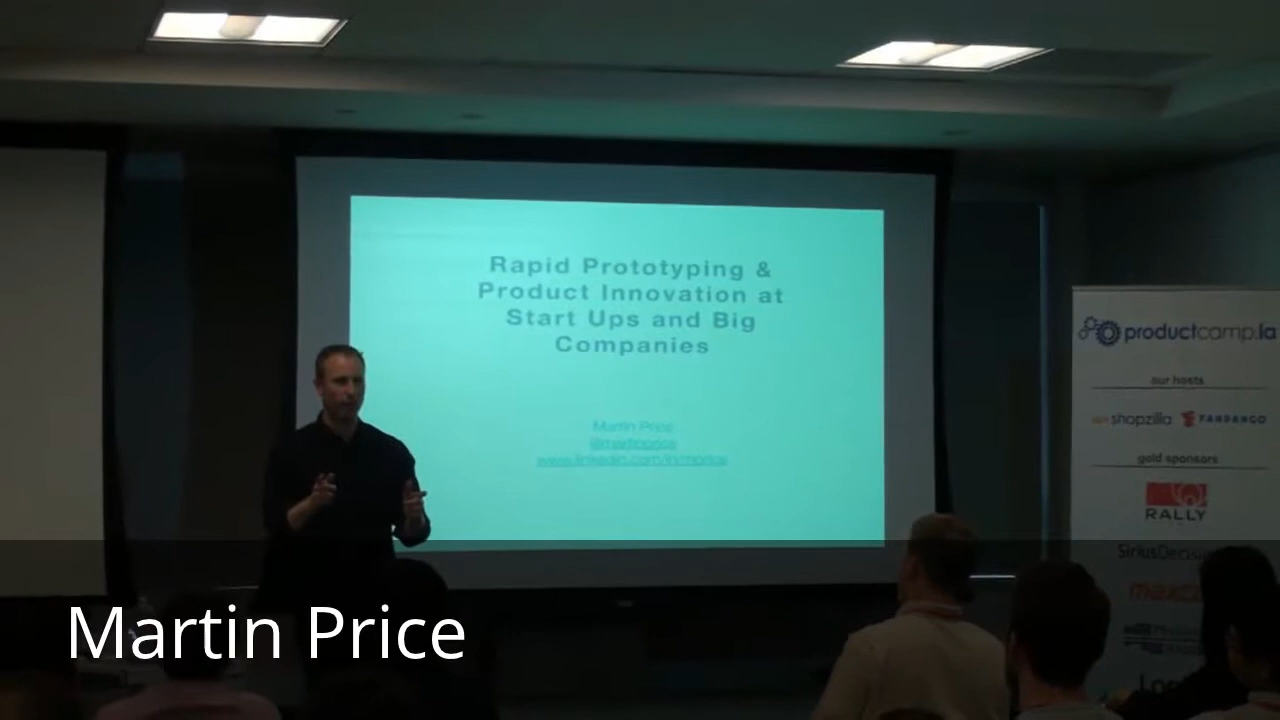 Rapid Prototyping &
Product Innovation at
Start Ups and Big
Companies
Martin Price
@martinprice
productcamp.la
our hosts
shopzilla FANDANGO
gold sponsors
RALLY
Martin Price